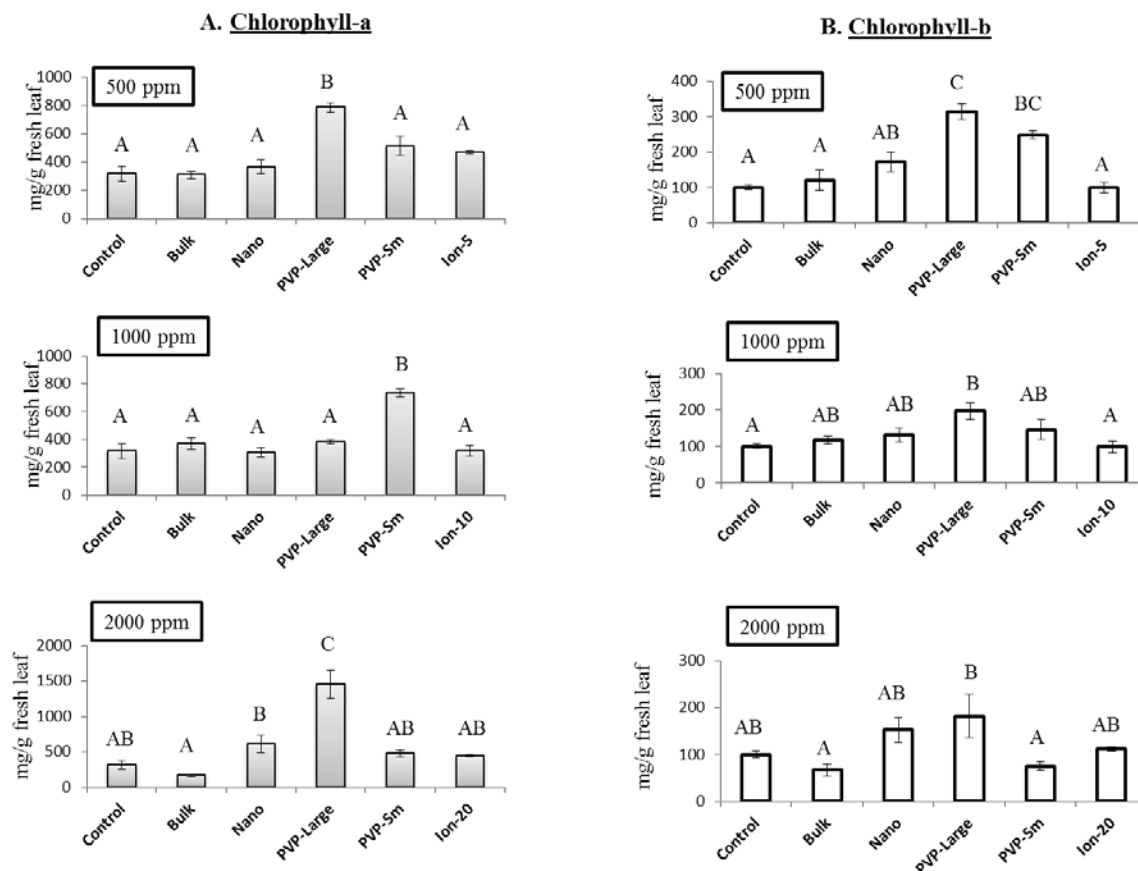 A. Chlorophyll-a
500 ppm
mg/g fresh leaf
1000
800
600
400
200
0
A
A
A
B
A
A
Control
Bulk
Nano
PVP-Large
PVP-Sm
Ion-5
1000 ppm
mg/g fresh leaf
1000
800
600
400
200
0
A
A
A
A
B
A
Control
Bulk
Nano
PVP-Large
PVP-Sm
Ion-10
2000 ppm
mg/g fresh leaf
2000
1500
1000
500
0
AB
A
B
C
AB
AB
Control
Bulk
Nano
PVP-Large
PVP-Sm
Ion-20
B. Chlorophyll-b
500 ppm
mg/g fresh leaf
400
300
200
100
0
A
A
AB
C
BC
A
Control
Bulk
Nano
PVP-Large
PVP-Sm
Ion-5
1000 ppm
mg/g fresh leaf
300
200
100
0
A
AB
AB
B
AB
A
Control
Bulk
Nano
PVP-Large
PVP-Sm
Ion-10
2000 ppm
mg/g fresh leaf
300
200
100
0
AB
A
AB
B
A
AB
Control
Bulk
Nano
PVP-Large
PVP-Sm
Ion-20